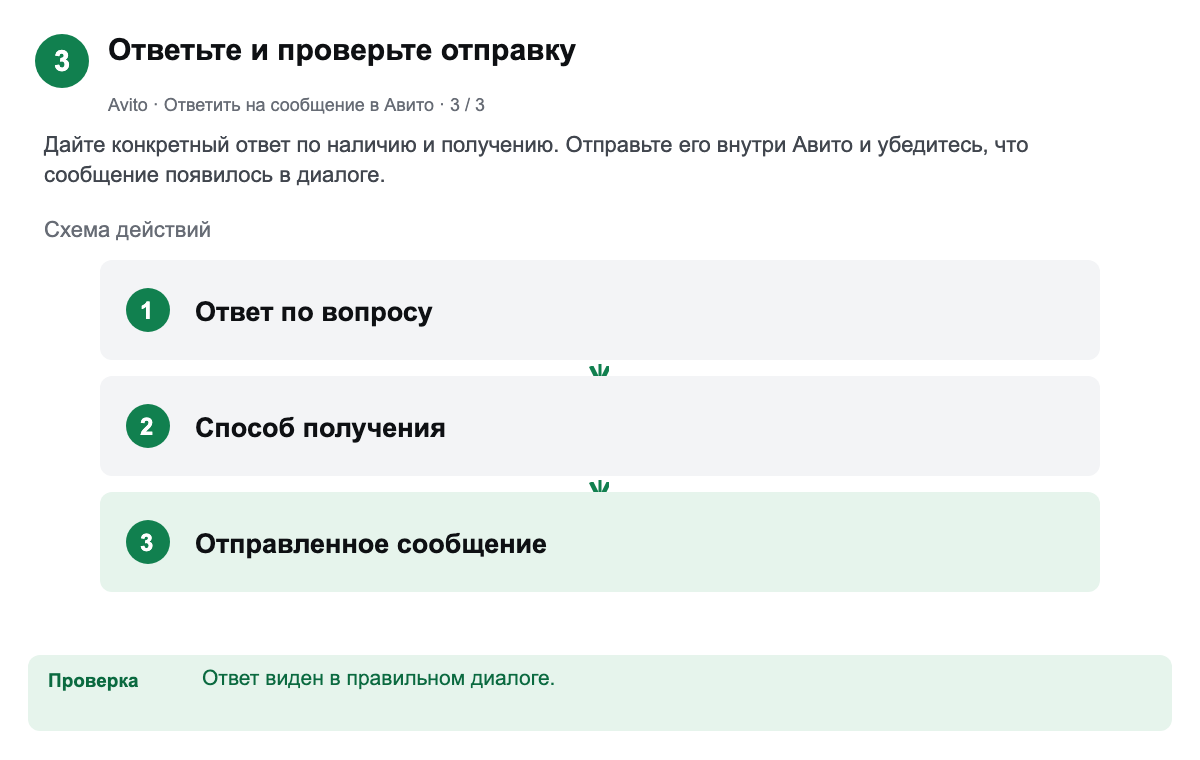 3
Ответьте и проверьте отправку
Avito · Ответить на сообщение в Авито · 3 / 3
Дайте конкретный ответ по наличию и получению. Отправьте его внутри Авито и убедитесь, что
сообщение появилось в диалоге.
Схема действий
1 Ответ по вопросу
2 Способ получения
3 Отправленное сообщение
Проверка Ответ виден в правильном диалоге.